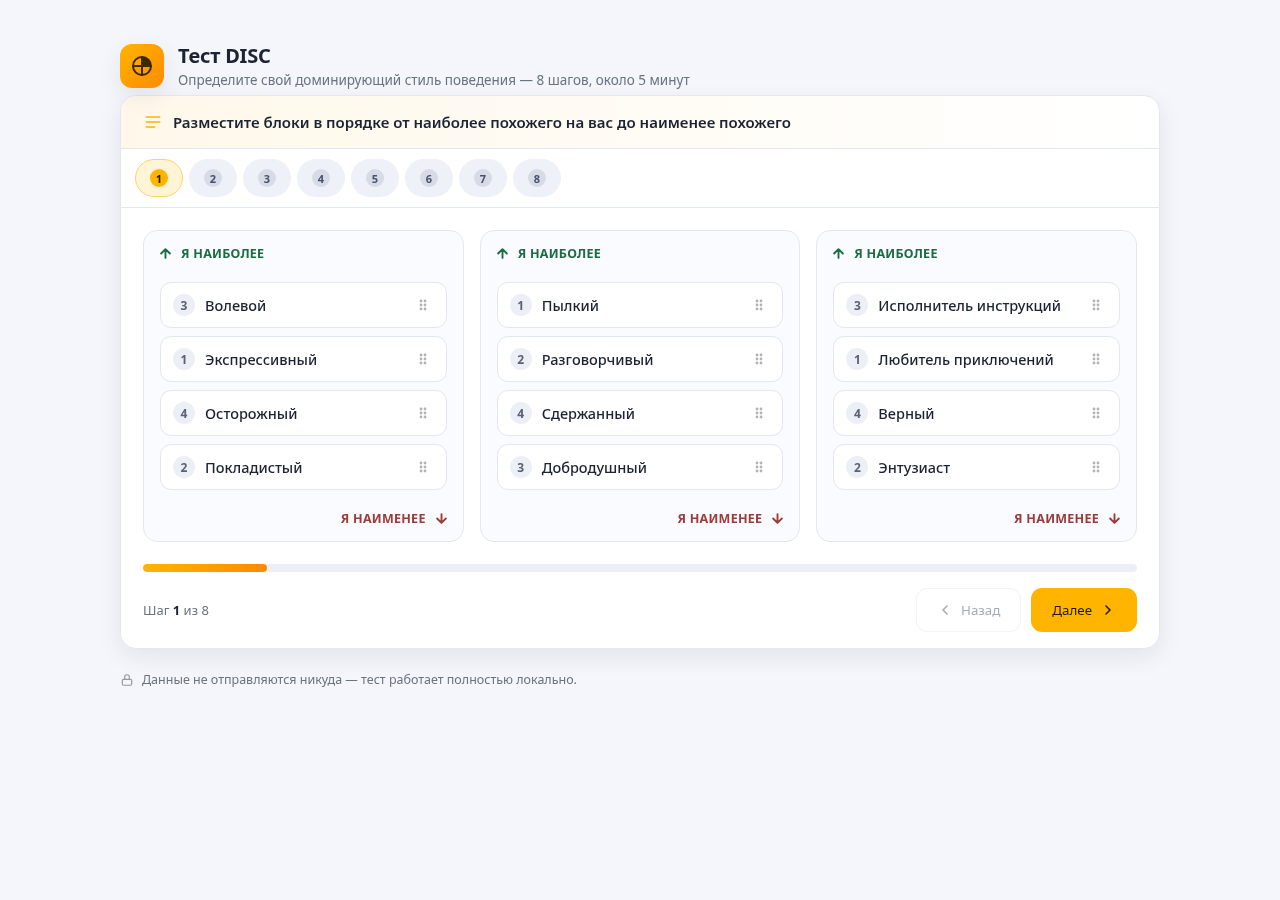 Тест DISC
Определите свой доминирующий стиль поведения — 8 шагов, около 5 минут
Разместите блоки в порядке от наиболее похожего на вас до наименее похожего
1 2 3 4 5 6 7 8
Я НАИБОЛЕЕ
3 Волевой
1 Экспрессивный
4 Осторожный
2 Покладистый
Я НАИМЕНЕЕ
Я НАИБОЛЕЕ
1 Пылкий
2 Разговорчивый
4 Сдержанный
3 Добродушный
Я НАИМЕНЕЕ
Я НАИБОЛЕЕ
3 Исполнитель инструкций
1 Любитель приключений
4 Верный
2 Энтузиаст
Я НАИМЕНЕЕ
Шаг 1 из 8
Назад
Далее
Данные не отправляются никуда — тест работает полностью локально.